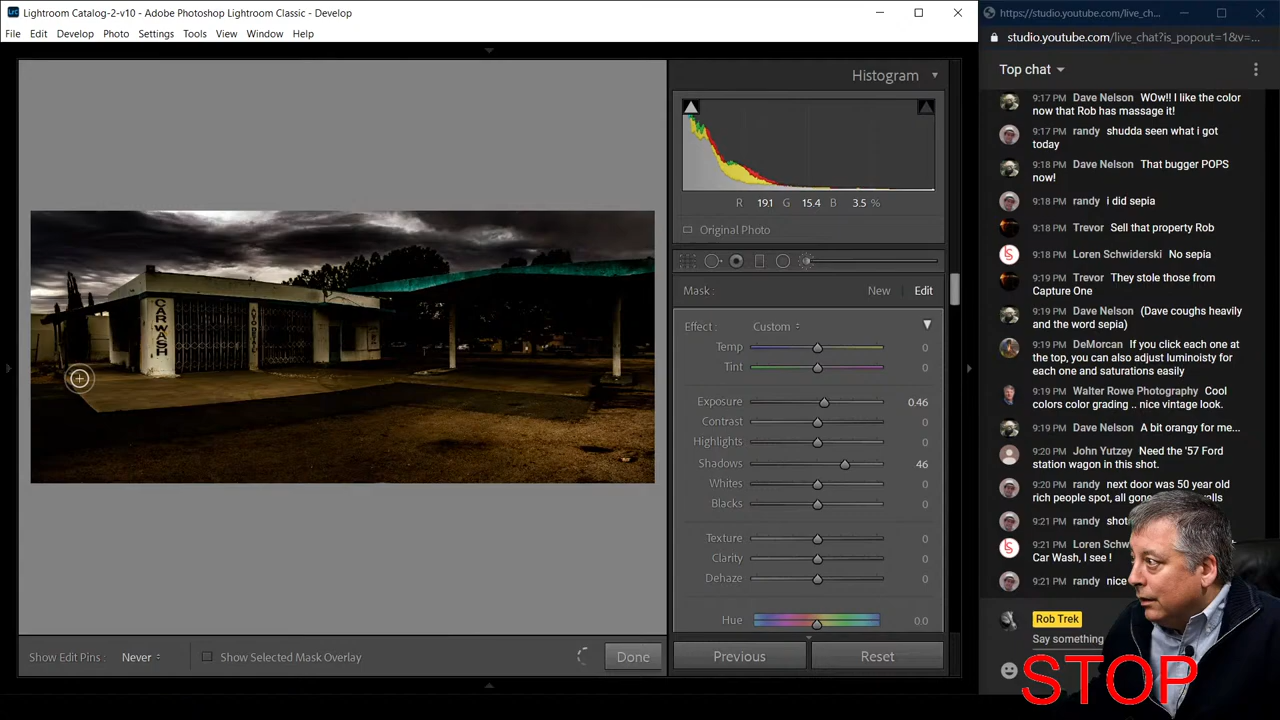 Lightroom Catalog-2-v10 - Adobe Photoshop Lightroom Classic - Develop
File Edit Develop Photo Settings Tools View Window Help
CAR WASH
AUTO DETAIL
Histogram
R 19.1 G 15.4 B 3.5 %
Original Photo
Mask : New Edit
Effect : Custom
Temp 0
Tint 0
Exposure 0.46
Contrast 0
Highlights 0
Shadows 46
Whites 0
Blacks 0
Texture 0
Clarity 0
Dehaze 0
Hue 0.0
Show Edit Pins : Never
Show Selected Mask Overlay
Done
Previous
Reset
https://studio.youtube.com/live_ch...
studio.youtube.com/live_chat?is_popout=1&v=...
Top chat
9:17 PM Dave Nelson WOw!! I like the color
now that Rob has massage it!
9:17 PM randy shudda seen what i got
today
9:18 PM Dave Nelson That bugger POPS
now!
9:18 PM randy i did sepia
9:18 PM Trevor Sell that property Rob
9:18 PM Loren Schwiderski No sepia
9:19 PM Trevor They stole those from
Capture One
9:19 PM Dave Nelson (Dave coughs heavily
and the word sepia)
9:19 PM DeMorcan If you click each one at
the top, you can also adjust luminoisty for
each one and saturations easily
9:19 PM Walter Rowe Photography Cool
colors color grading .. nice vintage look.
9:19 PM Dave Nelson A bit orangy for me...
9:20 PM John Yutzey Need the '57 Ford
station wagon in this shot.
9:20 PM randy next door was 50 year old
rich people spot, all gon
9:21 PM randy shot
9:21 PM Loren Schw
Car Wash, I see !
9:21 PM randy nice
Rob Trek
Say something
STOP